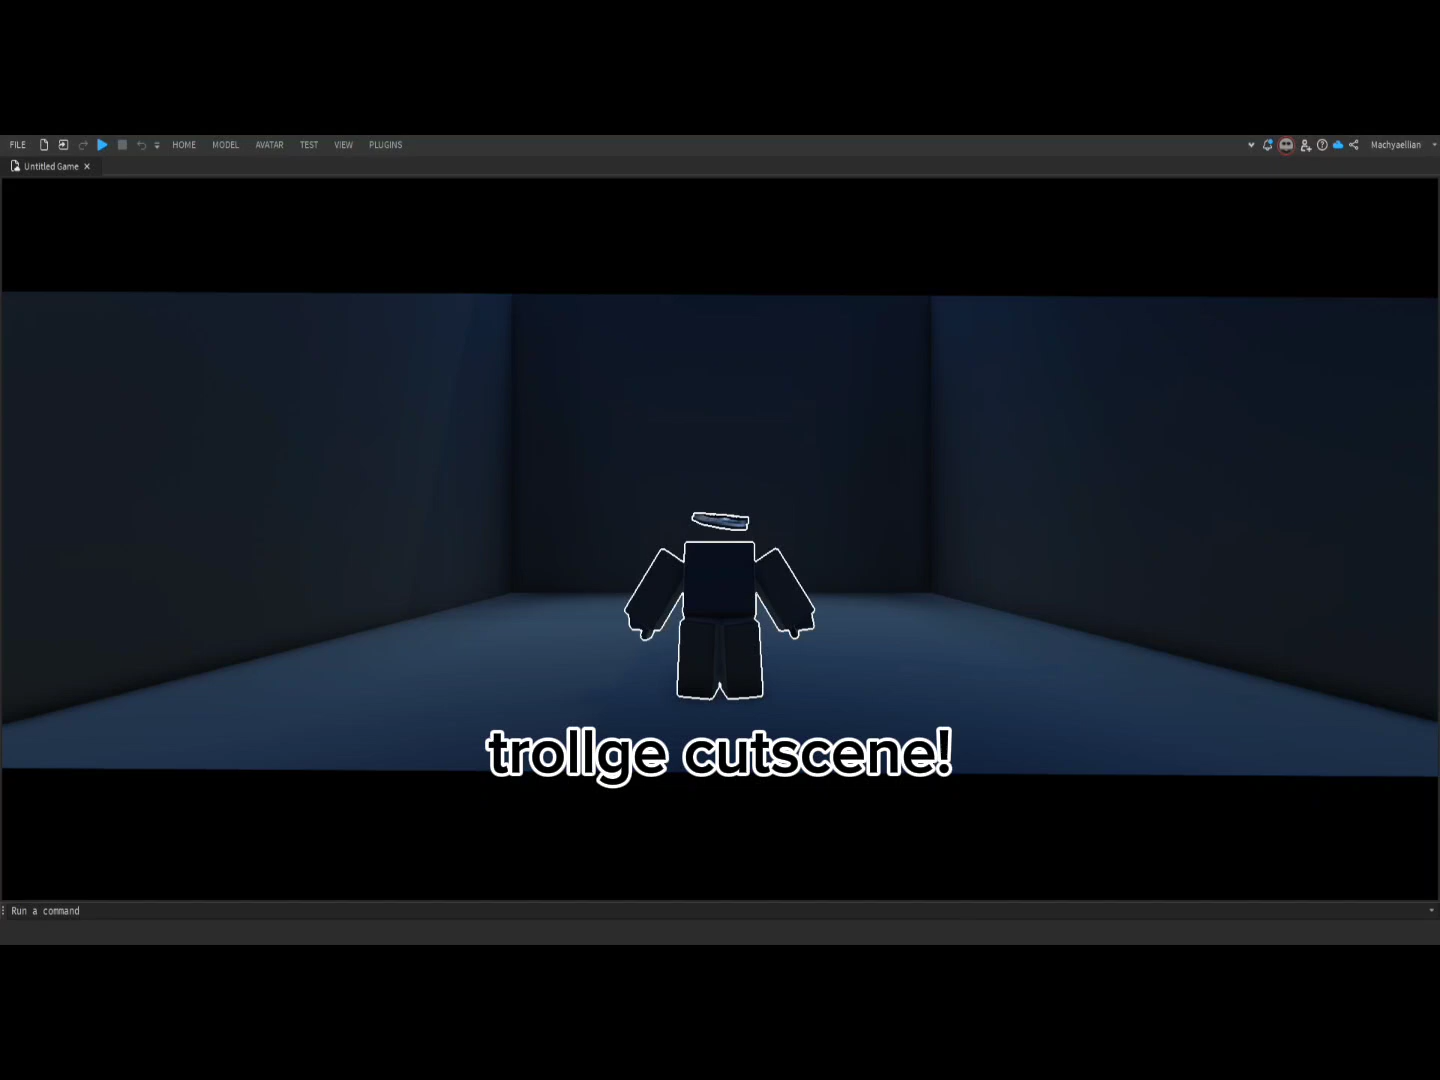 FILE HOME MODEL AVATAR TEST VIEW PLUGINS Machyaellian
Untitled Game
trollge cutscene!
Run a command